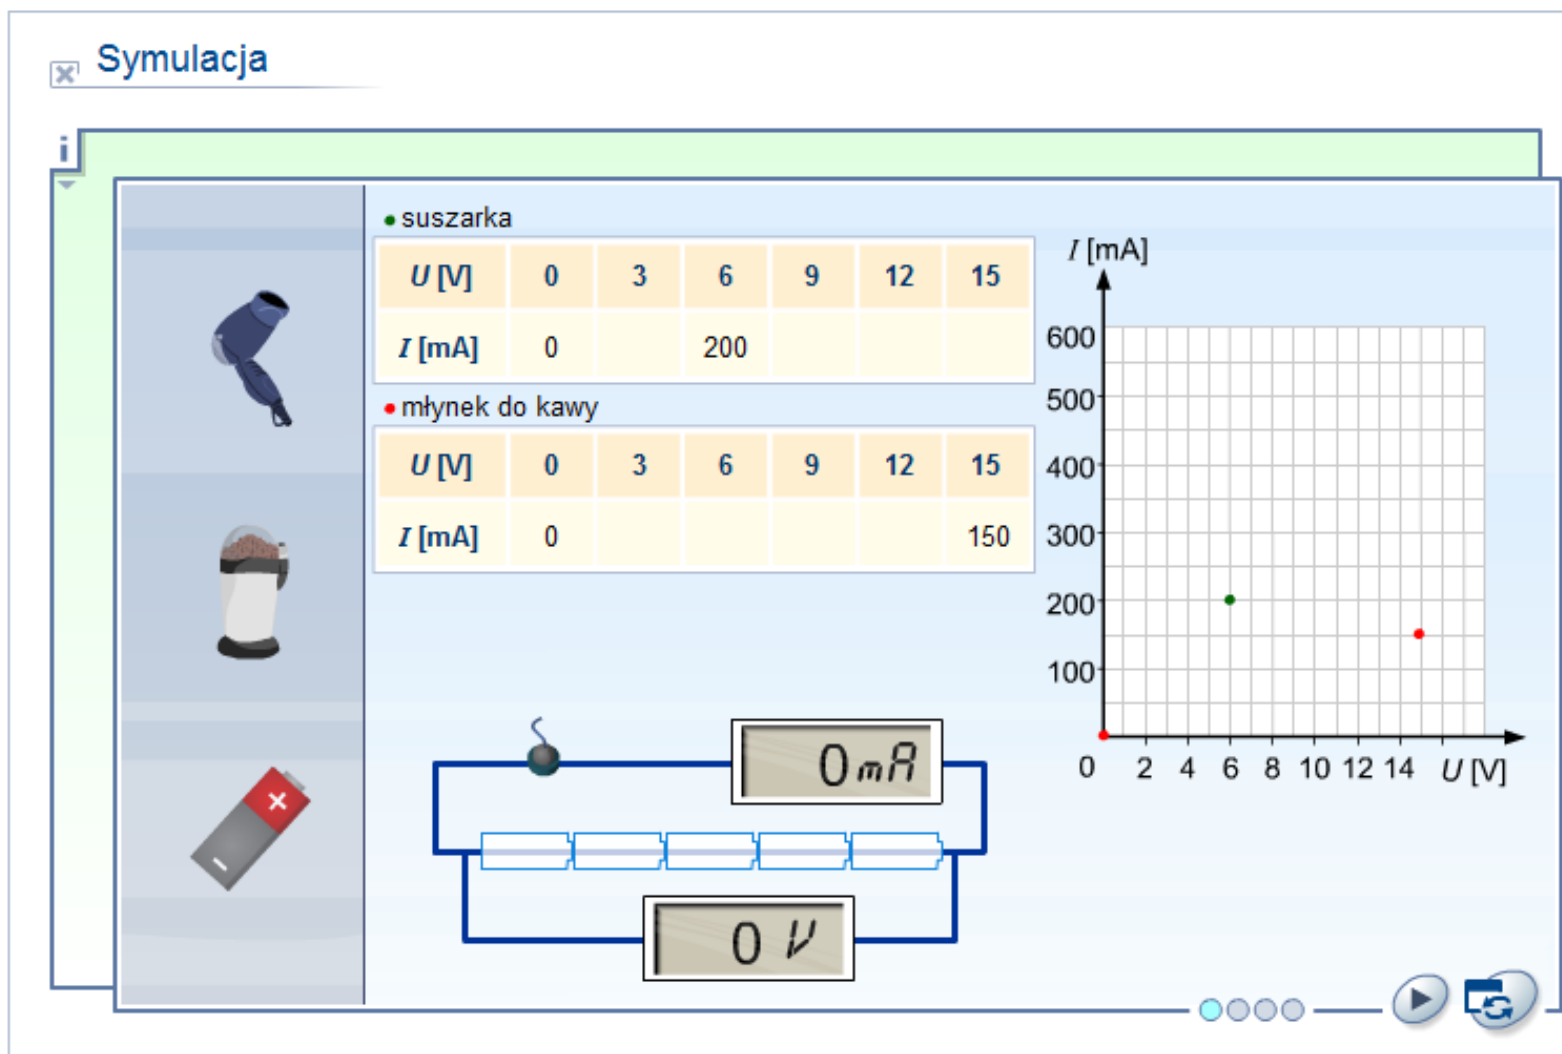 Symulacja
i
suszarka
U [V] 0 3 6 9 12 15
I [mA] 0 200
młynek do kawy
U [V] 0 3 6 9 12 15
I [mA] 0 150
I [mA]
600
500
400
300
200
100
0 2 4 6 8 10 12 14 U [V]
0 mA
0 V